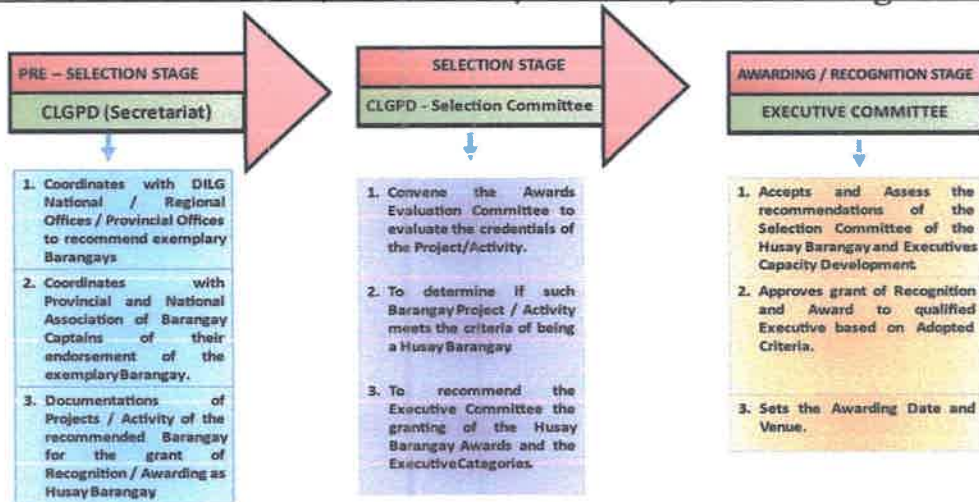 PRE – SELECTION STAGE
CLGPD (Secretariat)
1. Coordinates with DILG
National / Regional
Offices / Provincial Offices
to recommend exemplary
Barangays
2. Coordinates with
Provincial and National
Association of Barangay
Captains of their
endorsement of the
exemplaryBarangay.
3. Documentations of
Projects / Activity of the
recommended Barangay
for the grant of
Recognition / Awarding as
Husay Barangay
SELECTION STAGE
CLGPD - Selection Committee
1. Convene the Awards
Evaluation Committee to
evaluate the credentials of
the Project/Activity.
2. To determine if such
Barangay Project / Activity
meets the criteria of being
a Husay Barangay
3. To recommend the
Executive Committee the
granting of the Husay
Barangay Awards and the
ExecutiveCategories.
AWARDING / RECOGNITION STAGE
EXECUTIVE COMMITTEE
1. Accepts and Assess the
recommendations of the
Selection Committee of the
Husay Barangay and Executives
Capacity Development.
2. Approves grant of Recognition
and Award to qualified
Executive based on Adopted
Criteria.
3. Sets the Awarding Date and
Venue.